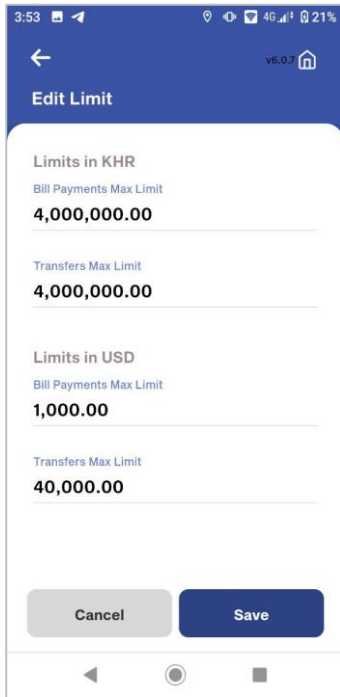 3:53 4G 21%
v6.0.7
Edit Limit
Limits in KHR
Bill Payments Max Limit
4,000,000.00
Transfers Max Limit
4,000,000.00
Limits in USD
Bill Payments Max Limit
1,000.00
Transfers Max Limit
40,000.00
Cancel Save